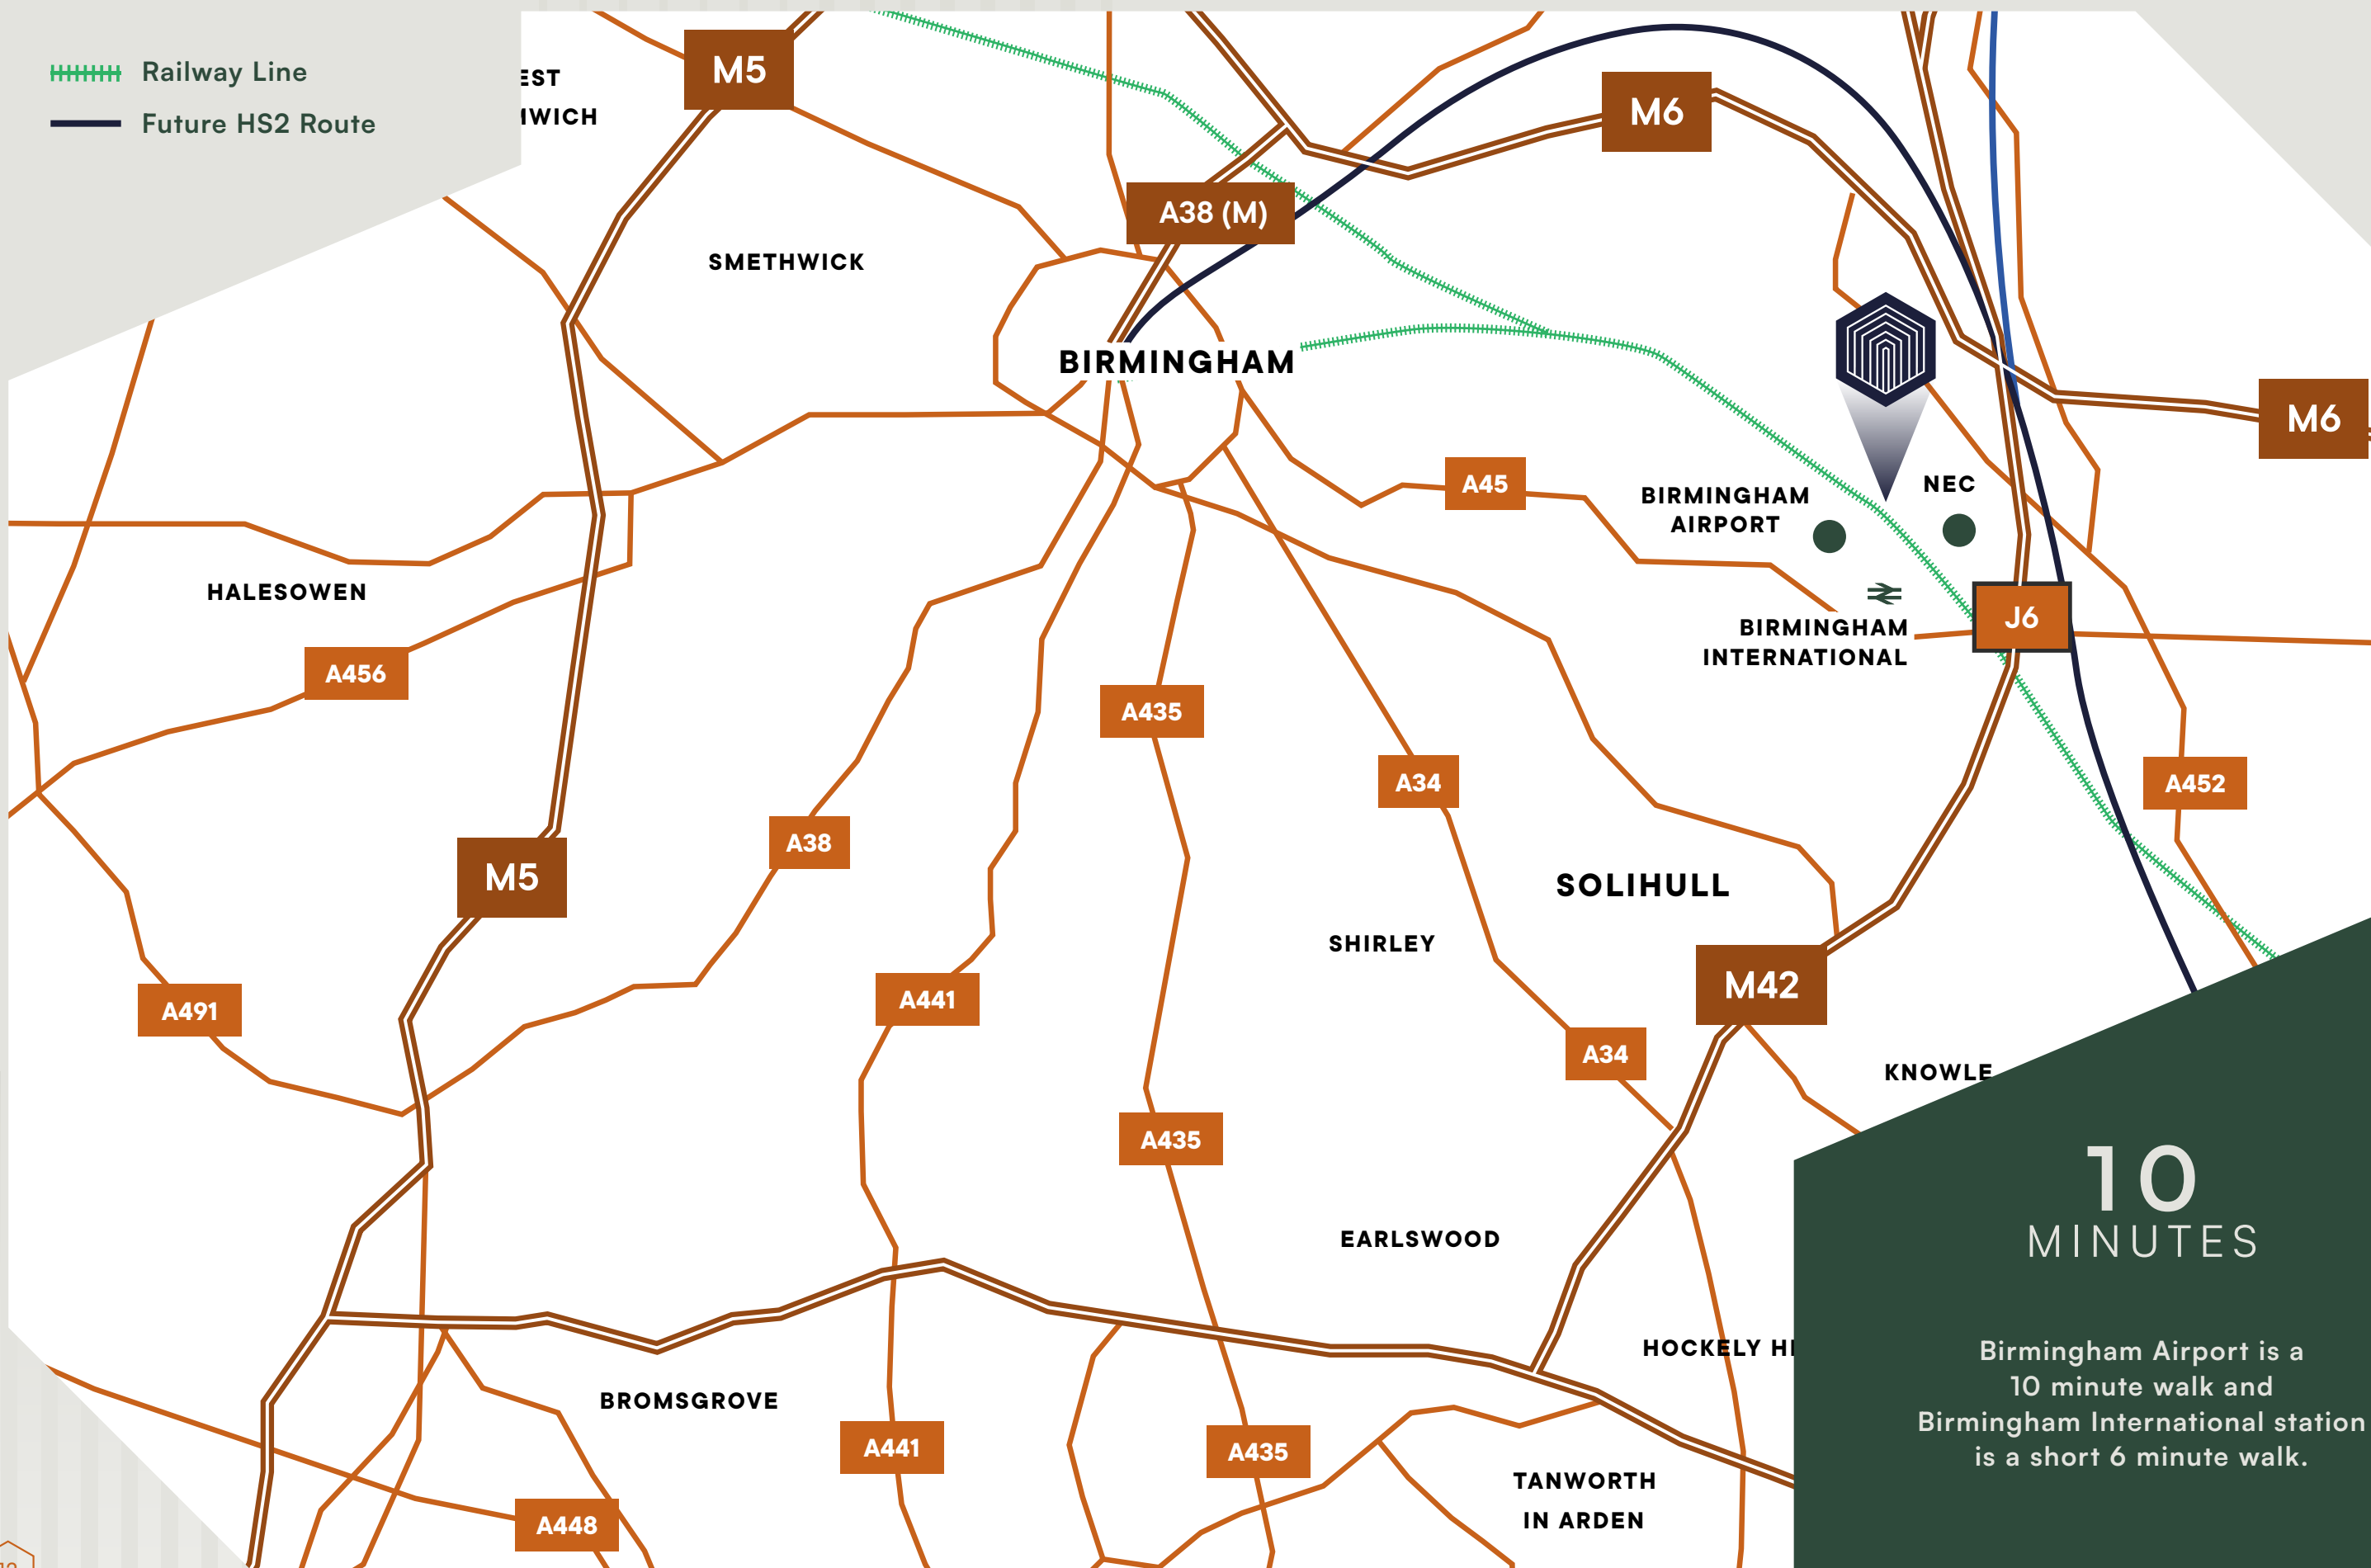 Railway Line
Future HS2 Route
EST
MWICH
M5
M6
A38 (M)
SMETHWICK
BIRMINGHAM
M6
A45
BIRMINGHAM
AIRPORT
NEC
HALESOWEN
J6
BIRMINGHAM
INTERNATIONAL
A456
A435
A34
A452
A38
M5
SOLIHULL
SHIRLEY
M42
A441
A491
A34
KNOWLE
A435
EARLSWOOD
HOCKELY H
BROMSGROVE
A441
A435
TANWORTH
IN ARDEN
A448
10
MINUTES
Birmingham Airport is a
10 minute walk and
Birmingham International station
is a short 6 minute walk.